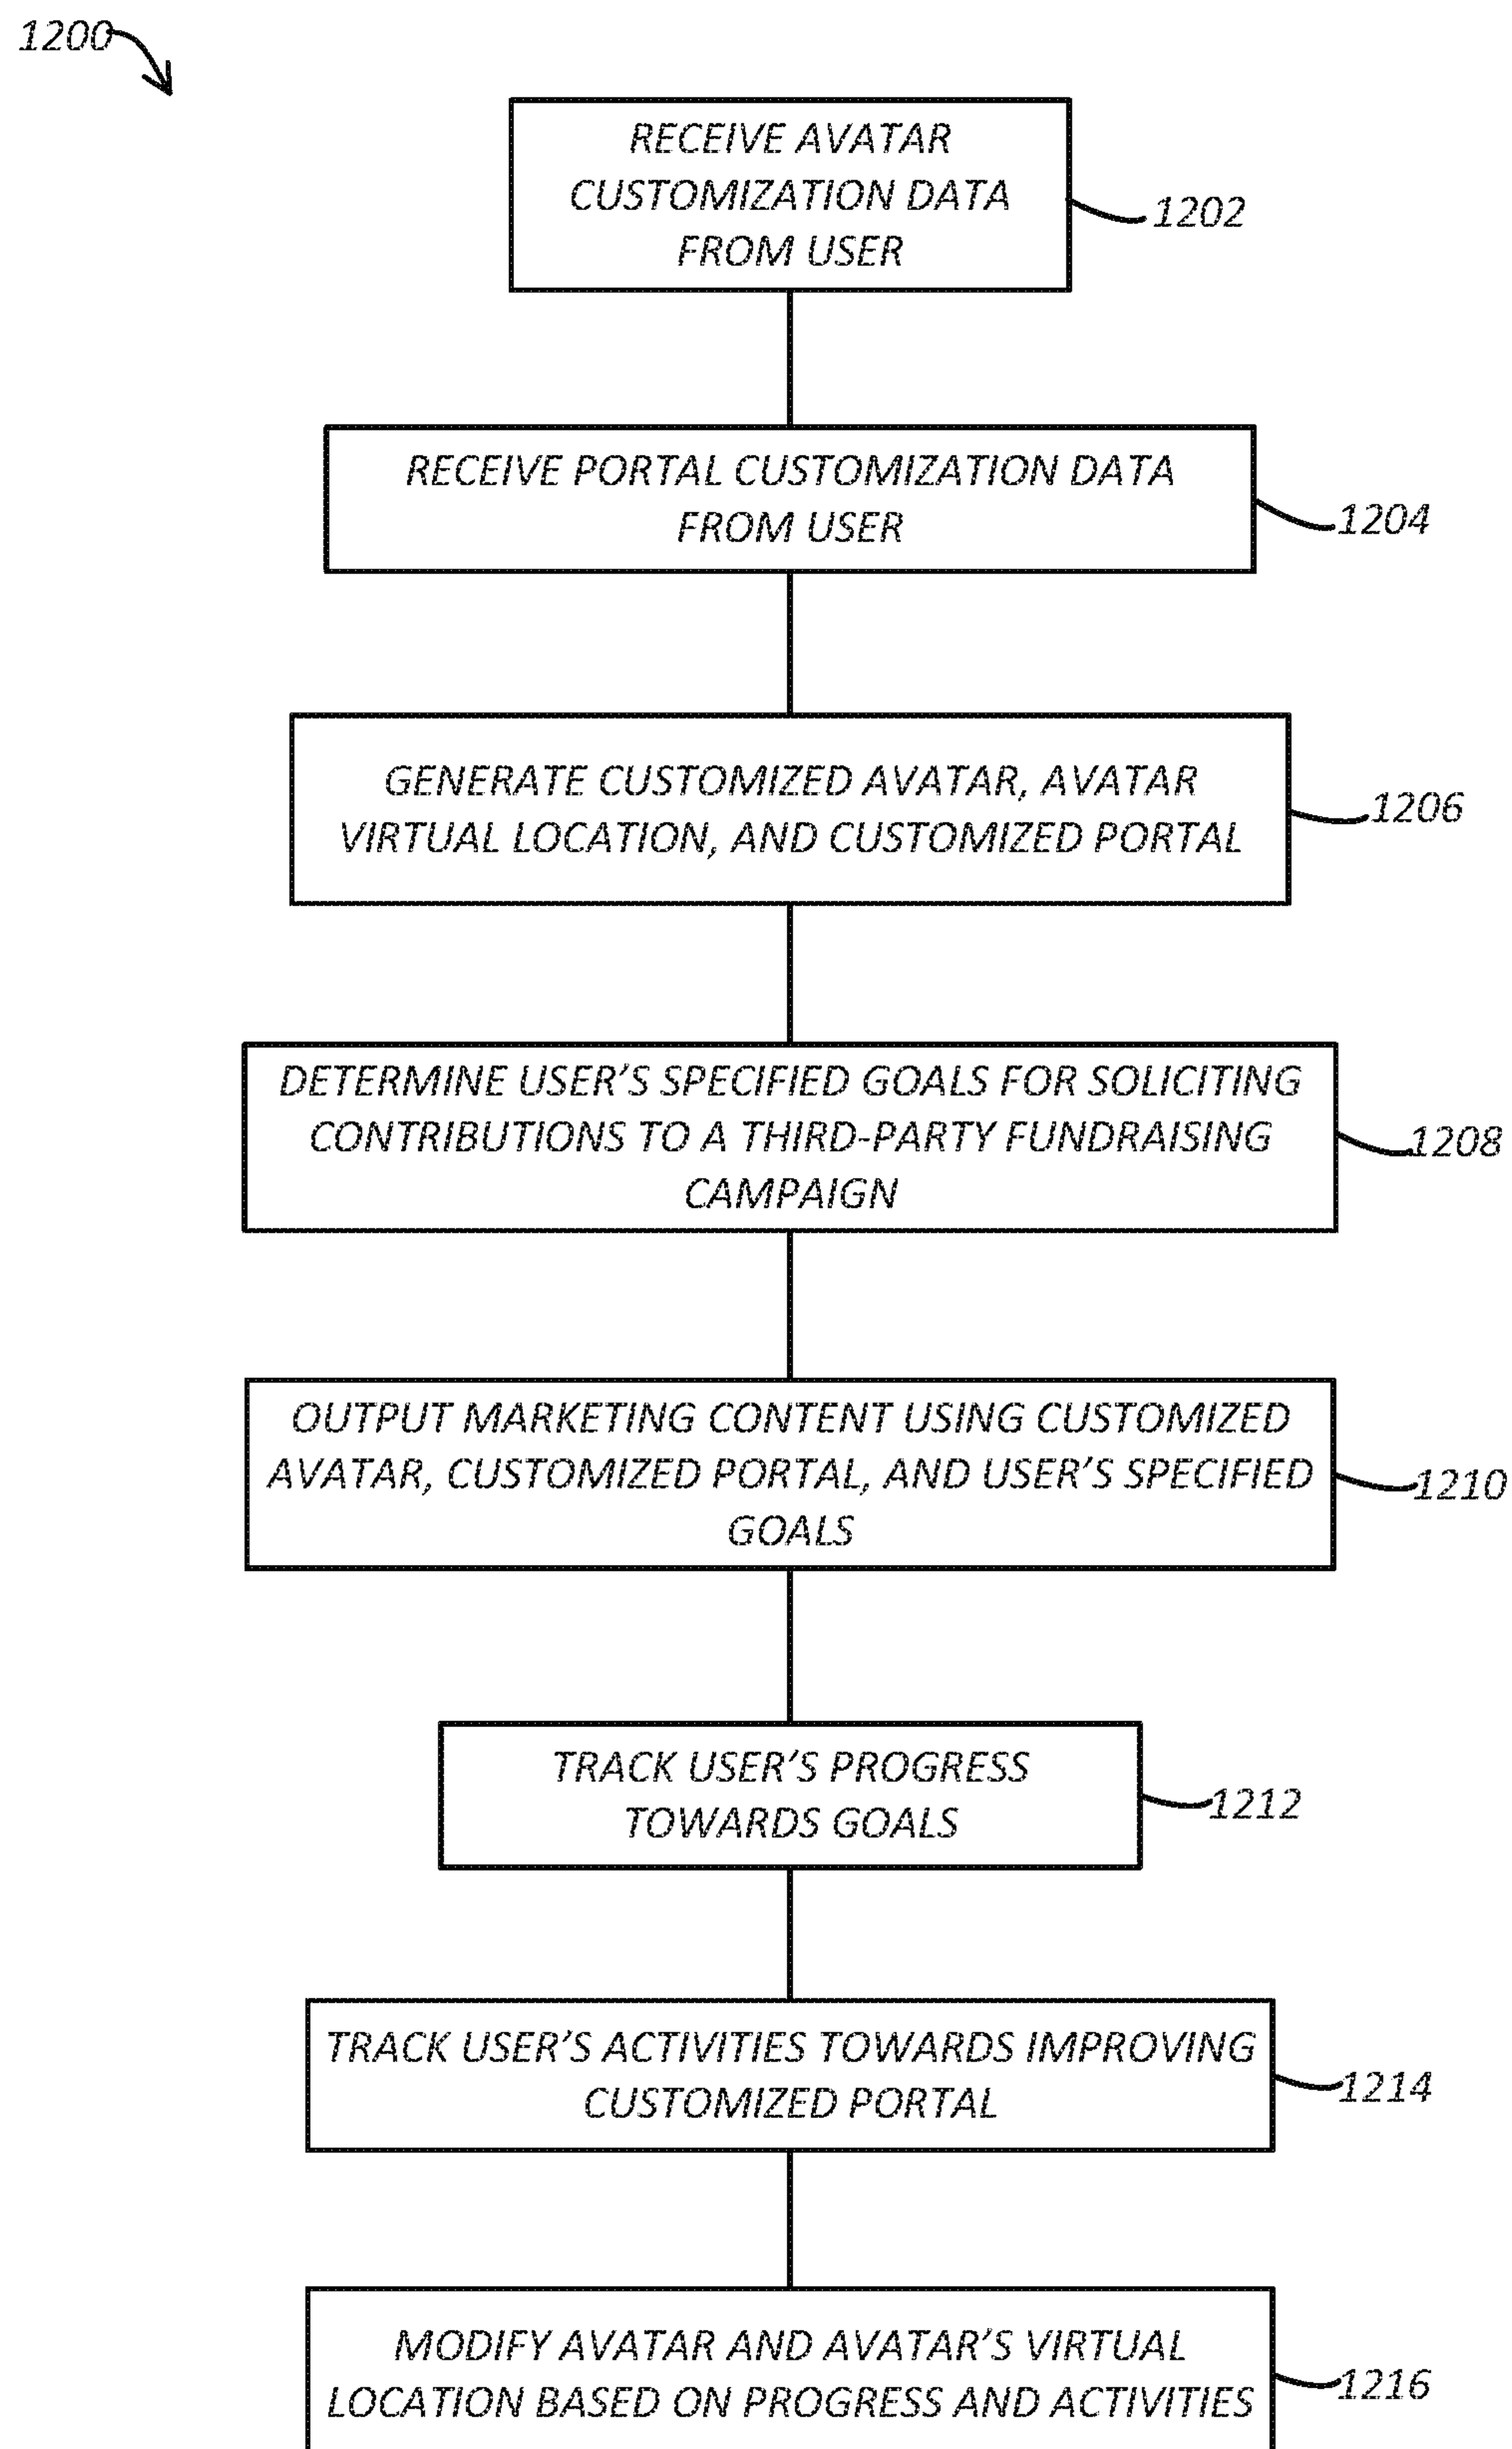 1200
RECEIVE AVATAR
CUSTOMIZATION DATA
FROM USER
1202
RECEIVE PORTAL CUSTOMIZATION DATA
FROM USER
1204
GENERATE CUSTOMIZED AVATAR, AVATAR
VIRTUAL LOCATION, AND CUSTOMIZED PORTAL
1206
DETERMINE USER'S SPECIFIED GOALS FOR SOLICITING
CONTRIBUTIONS TO A THIRD-PARTY FUNDRAISING
CAMPAIGN
1208
OUTPUT MARKETING CONTENT USING CUSTOMIZED
AVATAR, CUSTOMIZED PORTAL, AND USER'S SPECIFIED
GOALS
1210
TRACK USER'S PROGRESS
TOWARDS GOALS
1212
TRACK USER'S ACTIVITIES TOWARDS IMPROVING
CUSTOMIZED PORTAL
1214
MODIFY AVATAR AND AVATAR'S VIRTUAL
LOCATION BASED ON PROGRESS AND ACTIVITIES
1216